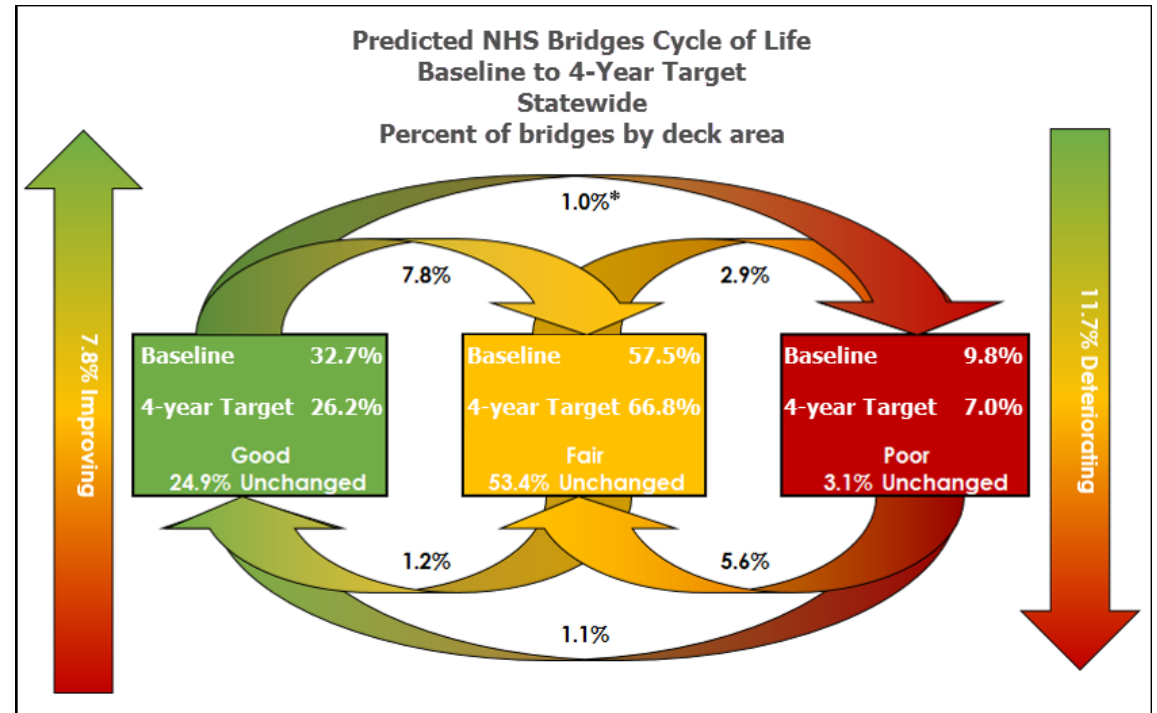 Predicted NHS Bridges Cycle of Life
Baseline to 4-Year Target
Statewide
Percent of bridges by deck area
1.0%*
7.8%
2.9%
7.8% Improving
Baseline 32.7%
4-year Target 26.2%
Good
24.9% Unchanged
Baseline 57.5%
4-year Target 66.8%
Fair
53.4% Unchanged
Baseline 9.8%
4-year Target 7.0%
Poor
3.1% Unchanged
11.7% Deteriorating
1.2%
5.6%
1.1%